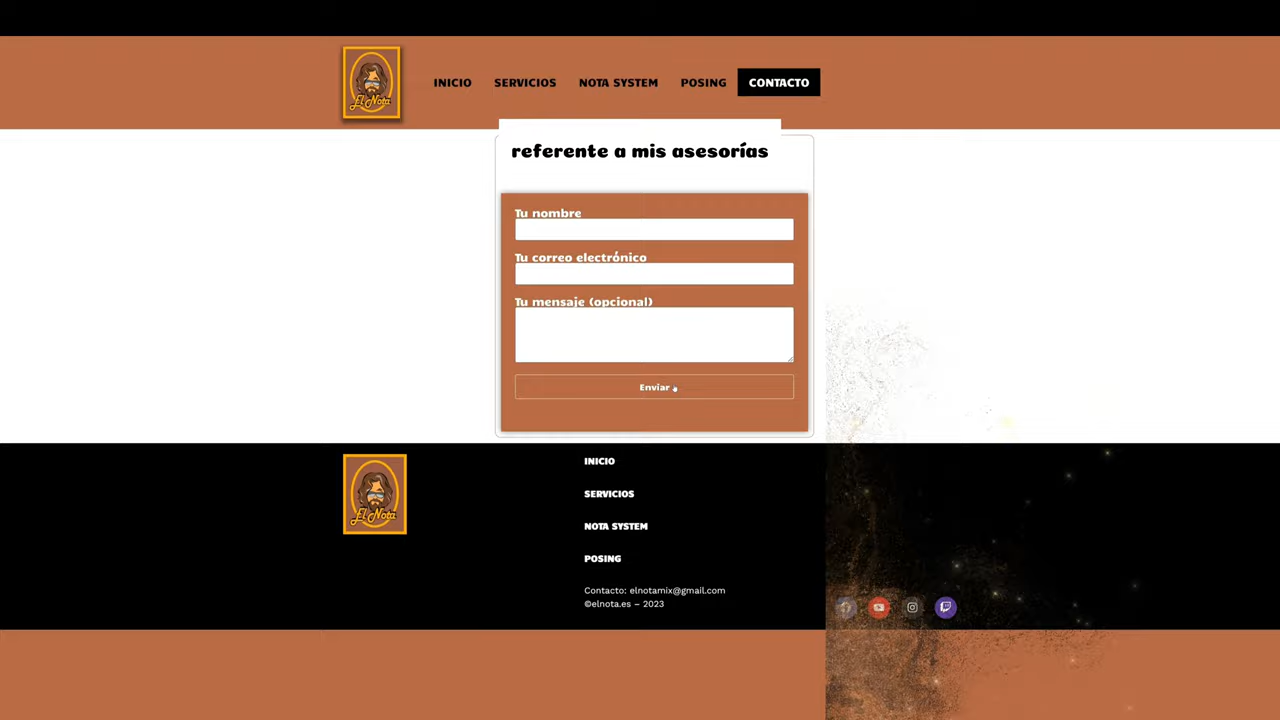 El Nota
INICIO SERVICIOS NOTA SYSTEM POSING CONTACTO
referente a mis asesorías
Tu nombre
Tu correo electrónico
Tu mensaje (opcional)
Enviar
El Nota
INICIO
SERVICIOS
NOTA SYSTEM
POSING
Contacto: elnotamix@gmail.com
©elnota.es – 2023